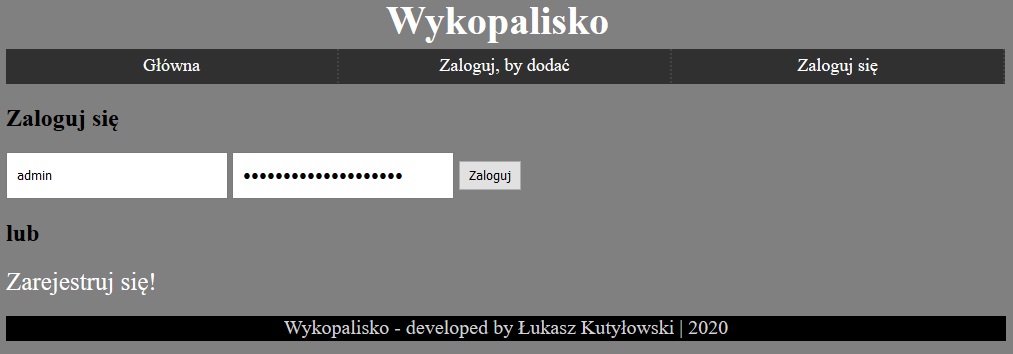 Wykopalisko
Główna Zaloguj, by dodać Zaloguj się
Zaloguj się
admin •••••••••••••••••••• Zaloguj
lub
Zarejestruj się!
Wykopalisko - developed by Łukasz Kutyłowski | 2020